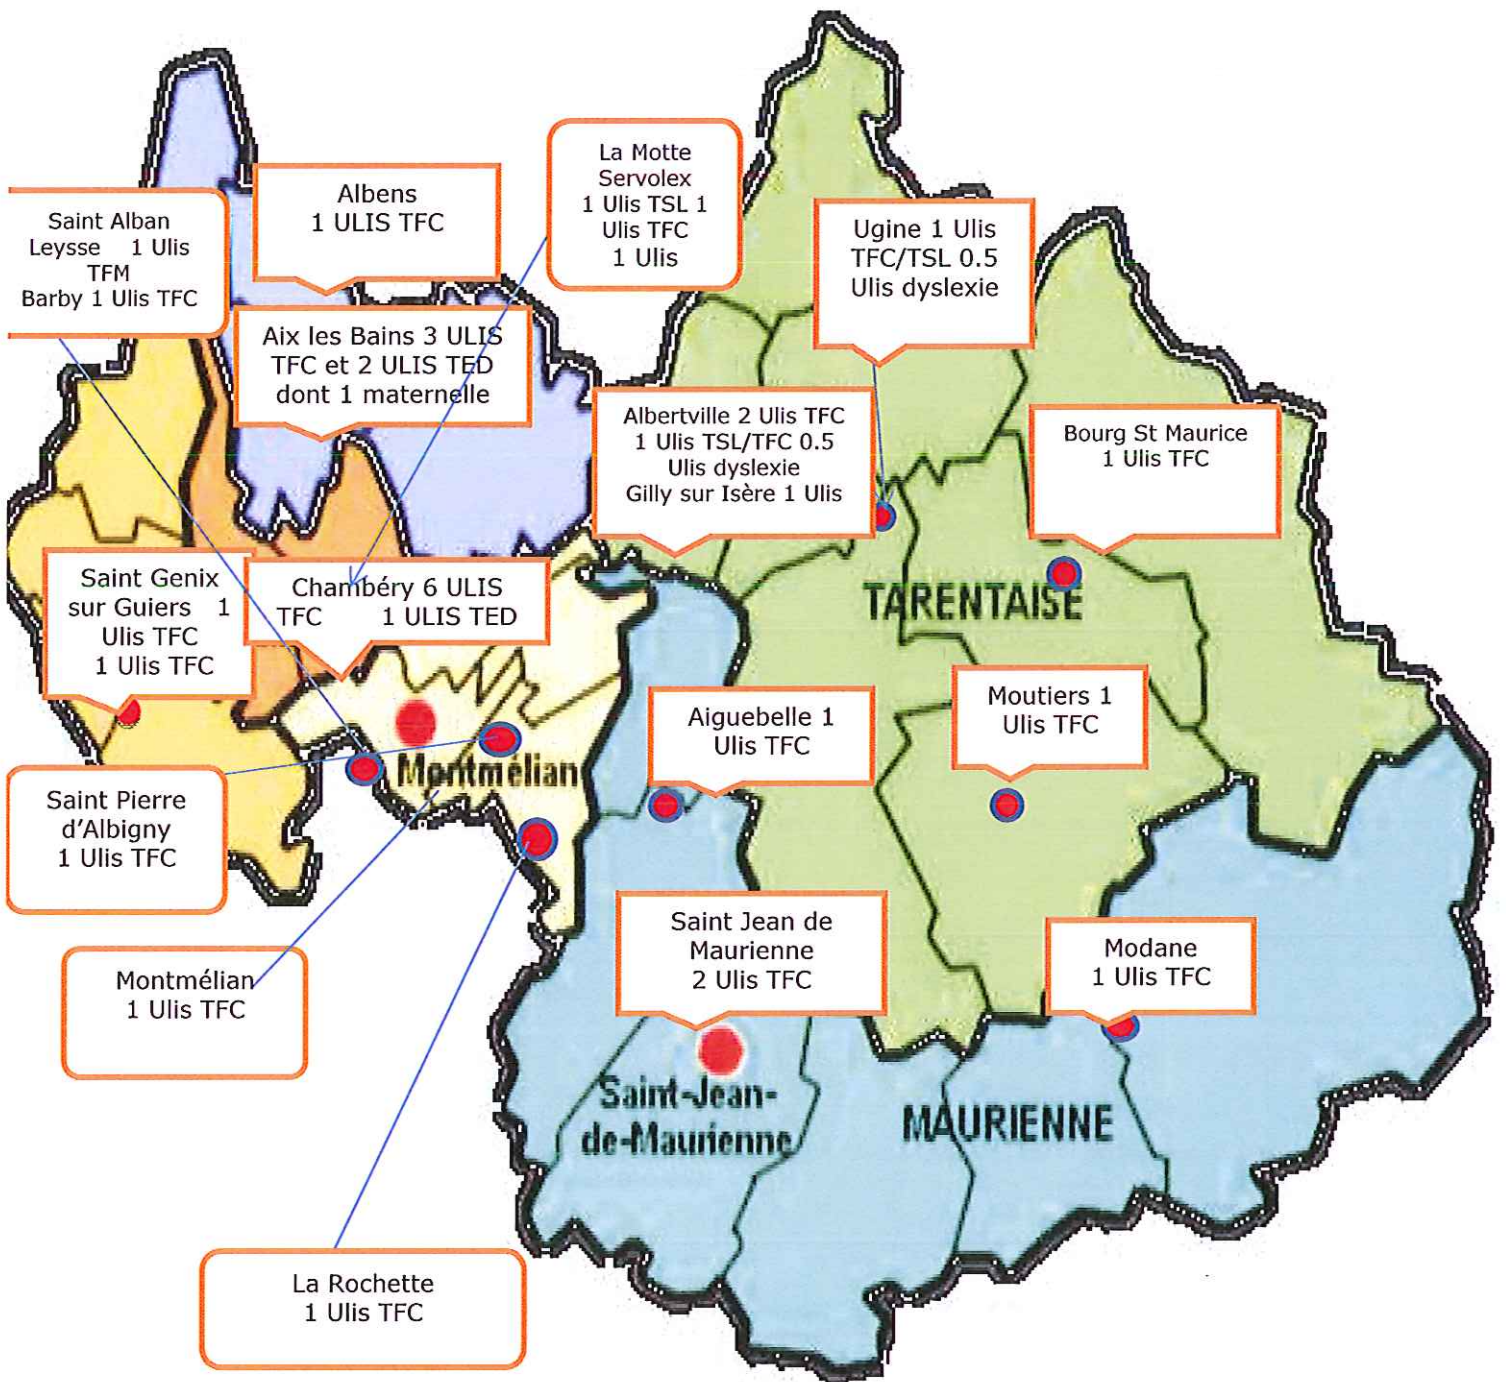 La Motte
Servolex
1 Ulis TSL 1
Ulis TFC
1 Ulis
Albens
1 ULIS TFC
Saint Alban
Leysse 1 Ulis
TFM
Barby 1 Ulis TFC
Ugine 1 Ulis
TFC/TSL 0.5
Ulis dyslexie
Aix les Bains 3 ULIS
TFC et 2 ULIS TED
dont 1 maternelle
Albertville 2 Ulis TFC
1 Ulis TSL/TFC 0.5
Ulis dyslexie
Gilly sur Isère 1 Ulis
Bourg St Maurice
1 Ulis TFC
Saint Genix
sur Guiers 1
Ulis TFC
1 Ulis TFC
Chambéry 6 ULIS
TFC 1 ULIS TED
TARENTAISE
Aiguebelle 1
Ulis TFC
Moutiers 1
Ulis TFC
Montmélian
Saint Pierre
d'Albigny
1 Ulis TFC
Saint Jean de
Maurienne
2 Ulis TFC
Modane
1 Ulis TFC
Montmélian
1 Ulis TFC
Saint-Jean-
de-Maurienne
MAURIENNE
La Rochette
1 Ulis TFC